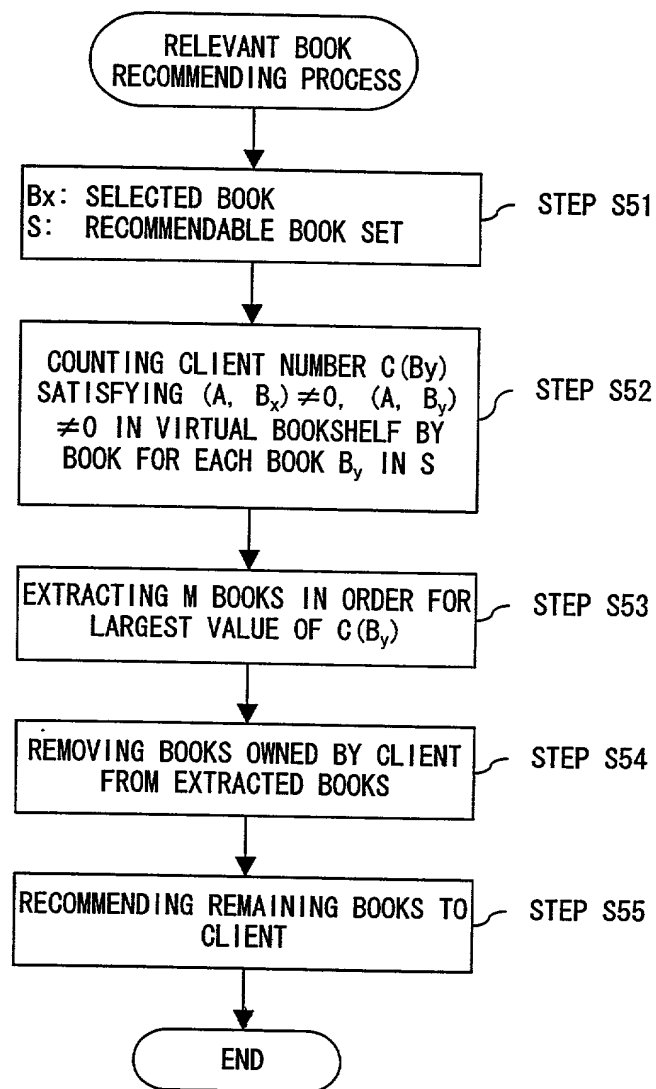 RELEVANT BOOK
RECOMMENDING PROCESS
Bx: SELECTED BOOK
S: RECOMMENDABLE BOOK SET
STEP S51
COUNTING CLIENT NUMBER C(By)
SATISFYING (A, Bx)≠0, (A, By)
≠0 IN VIRTUAL BOOKSHELF BY
BOOK FOR EACH BOOK By IN S
STEP S52
EXTRACTING M BOOKS IN ORDER FOR
LARGEST VALUE OF C(By)
STEP S53
REMOVING BOOKS OWNED BY CLIENT
FROM EXTRACTED BOOKS
STEP S54
RECOMMENDING REMAINING BOOKS TO
CLIENT
STEP S55
END